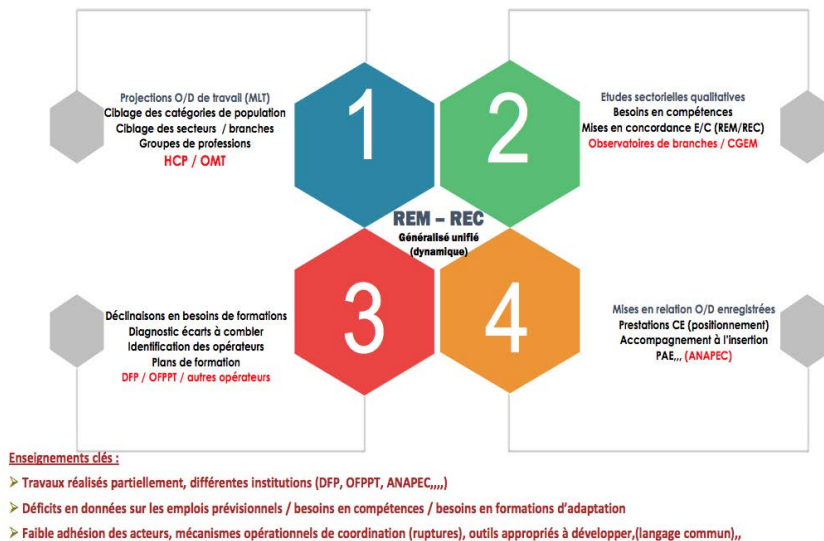 1
Projections O/D de travail (MLT)
Ciblage des catégories de population
Ciblage des secteurs / branches
Groupes de professions
HCP / OMT
2
Etudes sectorielles qualitatives
Besoins en compétences
Mises en concordance E/C (REM/REC)
Observatoires de branches / CGEM
REM – REC
Généralisé unifié
(dynamique)
3
Déclinaisons en besoins de formations
Diagnostic écarts à combler
Identification des opérateurs
Plans de formation
DFP / OFPPT / autres opérateurs
4
Mises en relation O/D enregistrées
Prestations CE (positionnement)
Accompagnement à l'insertion
PAE,,, (ANAPEC)
Enseignements clés :
➢ Travaux réalisés partiellement, différentes institutions (DFP, OFPPT, ANAPEC,,,,)
➢ Déficits en données sur les emplois prévisionnels / besoins en compétences / besoins en formations d'adaptation
➢ Faible adhésion des acteurs, mécanismes opérationnels de coordination (ruptures), outils appropriés à développer,(langage commun),,